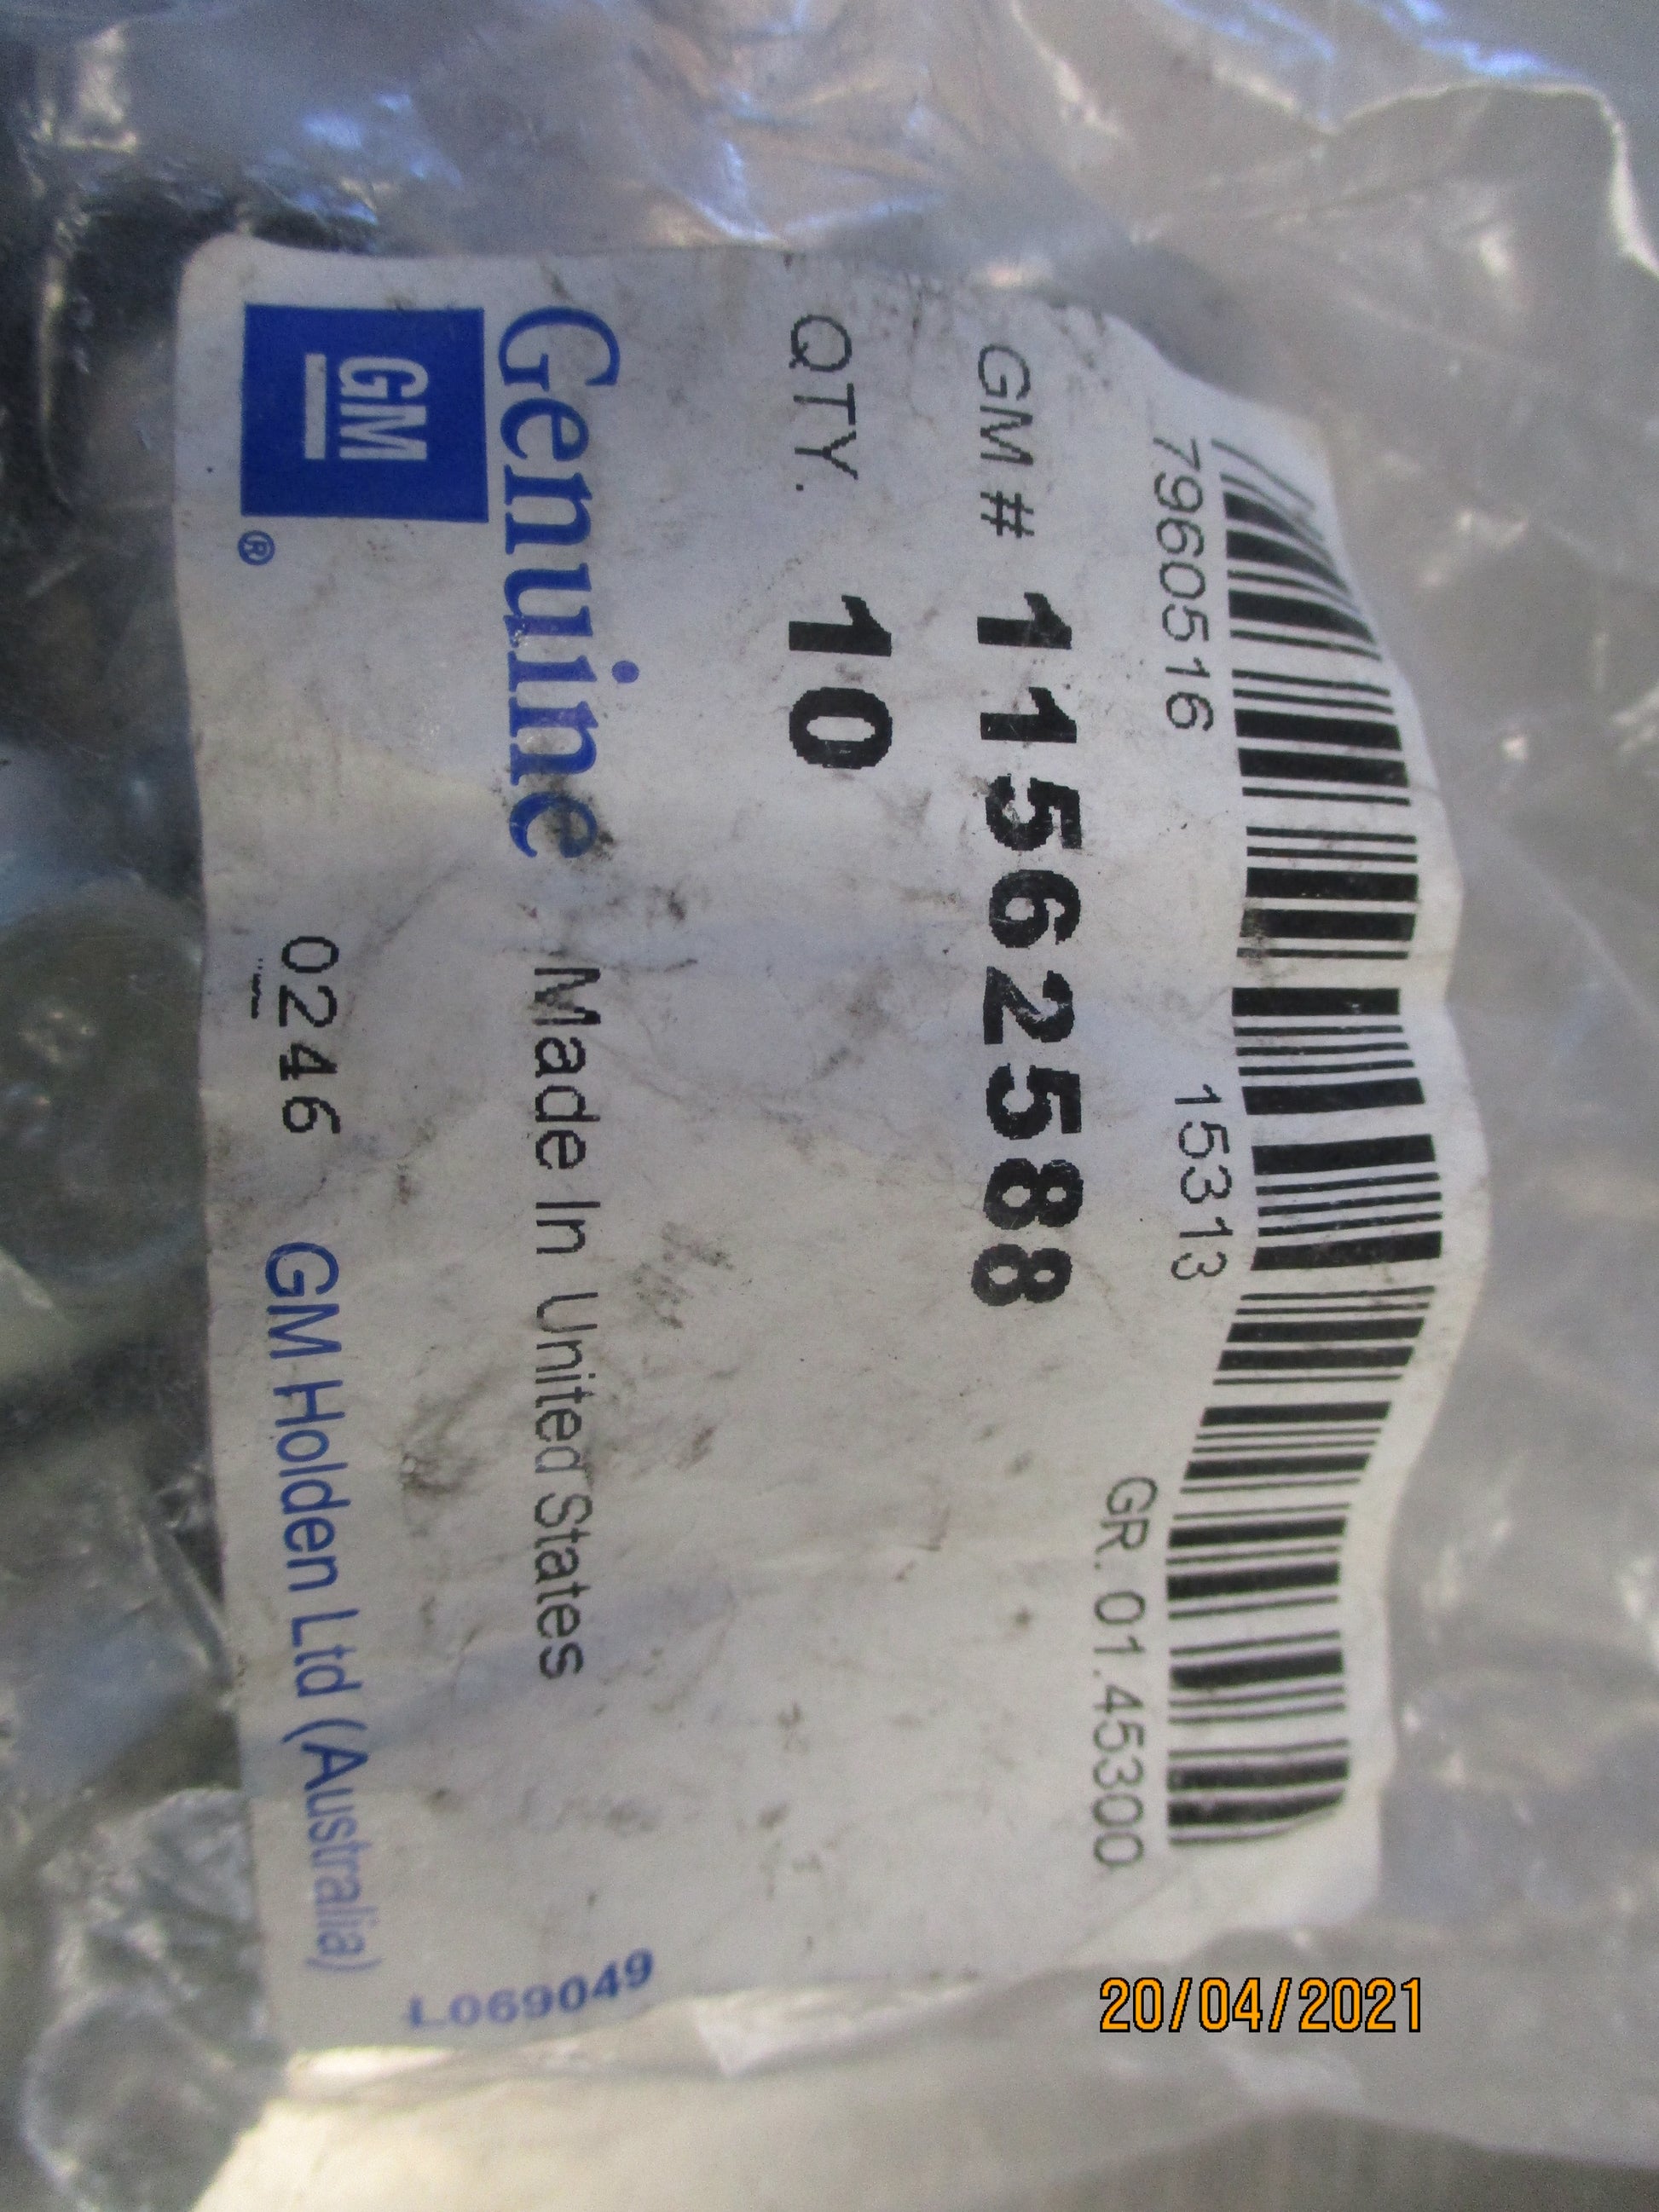 7960516 15313 GR. 01.45300
GM # 11562588
QTY. 10
Genuine Made In United States
GM ® 0246 GM Holden Ltd (Australia)
L069049
20/04/2021